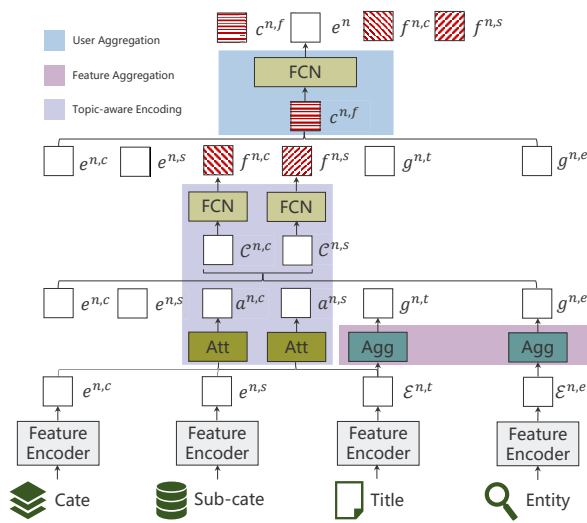 c^{n,f} e^{n} f^{n,c} f^{n,s}
User Aggregation
Feature Aggregation
Topic-aware Encoding
FCN
c^{n,f}
e^{n,c} e^{n,s} f^{n,c} f^{n,s} g^{n,t} g^{n,e}
FCN FCN
C^{n,c} C^{n,s}
e^{n,c} e^{n,s} a^{n,c} a^{n,s} g^{n,t} g^{n,e}
Att Att Agg Agg
e^{n,c} e^{n,s} ℰ^{n,t} ℰ^{n,e}
Feature Encoder Feature Encoder Feature Encoder Feature Encoder
Cate Sub-cate Title Entity